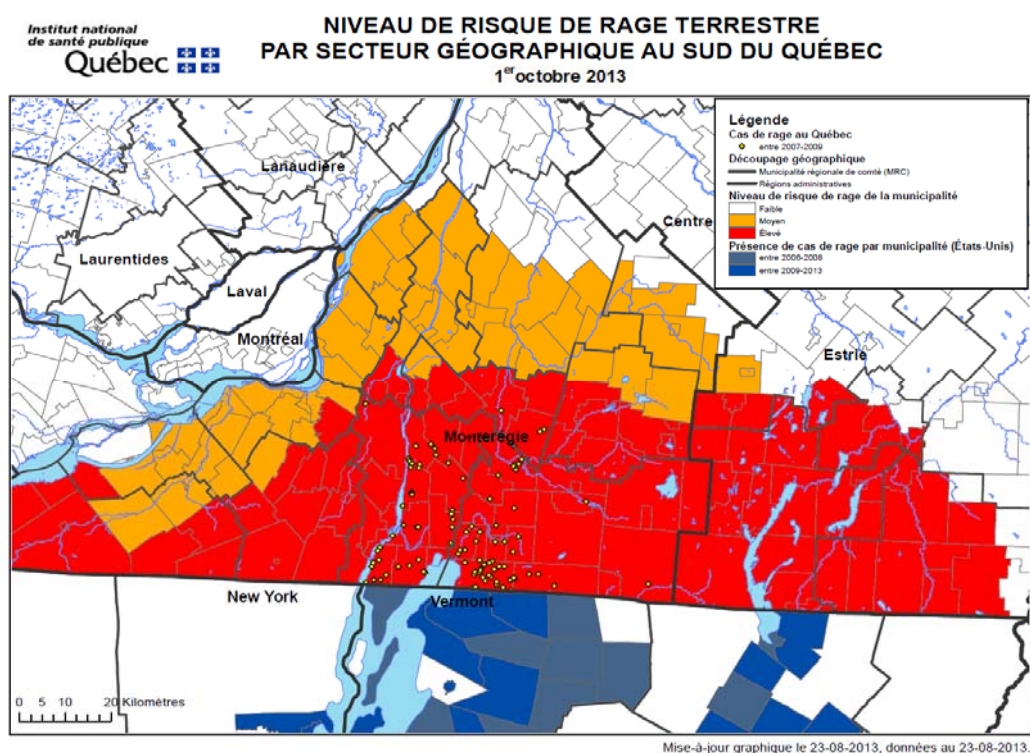 Institut national
de santé publique
Québec
NIVEAU DE RISQUE DE RAGE TERRESTRE
PAR SECTEUR GÉOGRAPHIQUE AU SUD DU QUÉBEC
1er octobre 2013
Légende
Cas de rage au Québec
entre 2007-2009
Découpage géographique
Municipalité régionale de comté (MRC)
Régions administratives
Niveau de risque de rage de la municipalité
Faible
Moyen
Élevé
Présence de cas de rage par municipalité (États-Unis)
entre 2006-2008
entre 2009-2013
Lanaudière
Centre
Laurentides
Laval
Montréal
Estrie
Montérégie
New York
Vermont
0 5 10 20 Kilomètres
Mise-à-jour graphique le 23-08-2013, données au 23-08-2013.